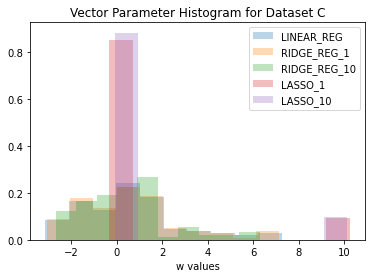 Vector Parameter Histogram for Dataset C
LINEAR_REG
RIDGE_REG_1
RIDGE_REG_10
LASSO_1
LASSO_10
0.8
0.6
0.4
0.2
0.0
−2 0 2 4 6 8 10
w values